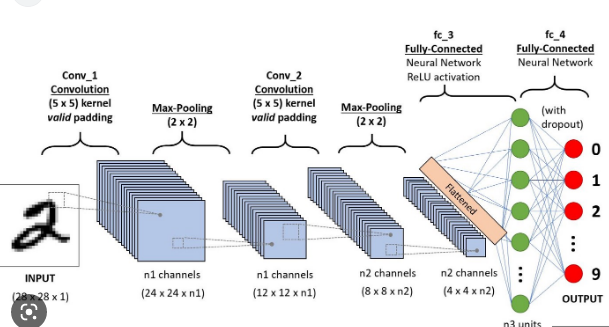 fc_3
Fully-Connected
Neural Network
ReLU activation
fc_4
Fully-Connected
Neural Network
Conv_1
Convolution
(5 x 5) kernel
valid padding
Max-Pooling
(2 x 2)
Conv_2
Convolution
(5 x 5) kernel
valid padding
Max-Pooling
(2 x 2)
(with
dropout)
Flattened
2
0
1
2
9
INPUT
(28 x 28 x 1)
n1 channels
(24 x 24 x n1)
n1 channels
(12 x 12 x n1)
n2 channels
(8 x 8 x n2)
n2 channels
(4 x 4 x n2)
OUTPUT
n3 units